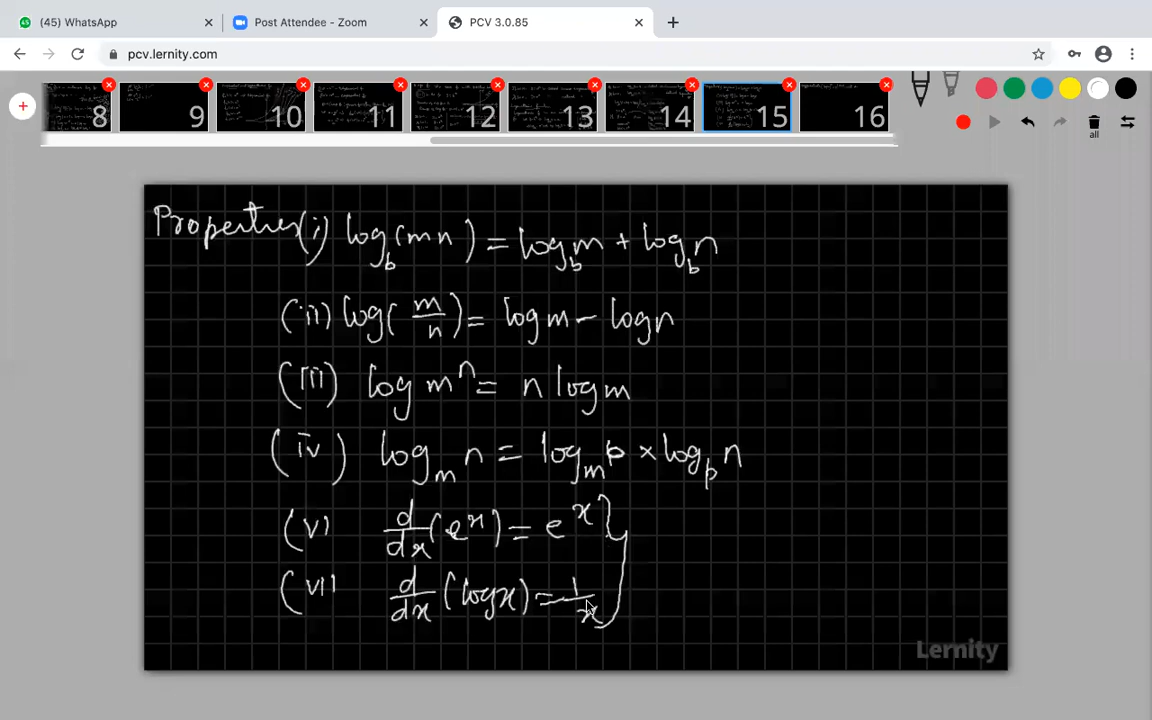 (45) WhatsApp
Post Attendee - Zoom
PCV 3.0.85
pcv.lernity.com
8 9 10 11 12 13 14 15 16
all
Properties (i) log_b(mn) = log_b m + log_b n
(ii) log(m/n) = log m - log n
(iii) log m^n = n log m
(iv) log_m n = log_m p × log_p n
(v) d/dx (e^x) = e^x }
(vi) d/dx (log x) = 1/x
Lernity